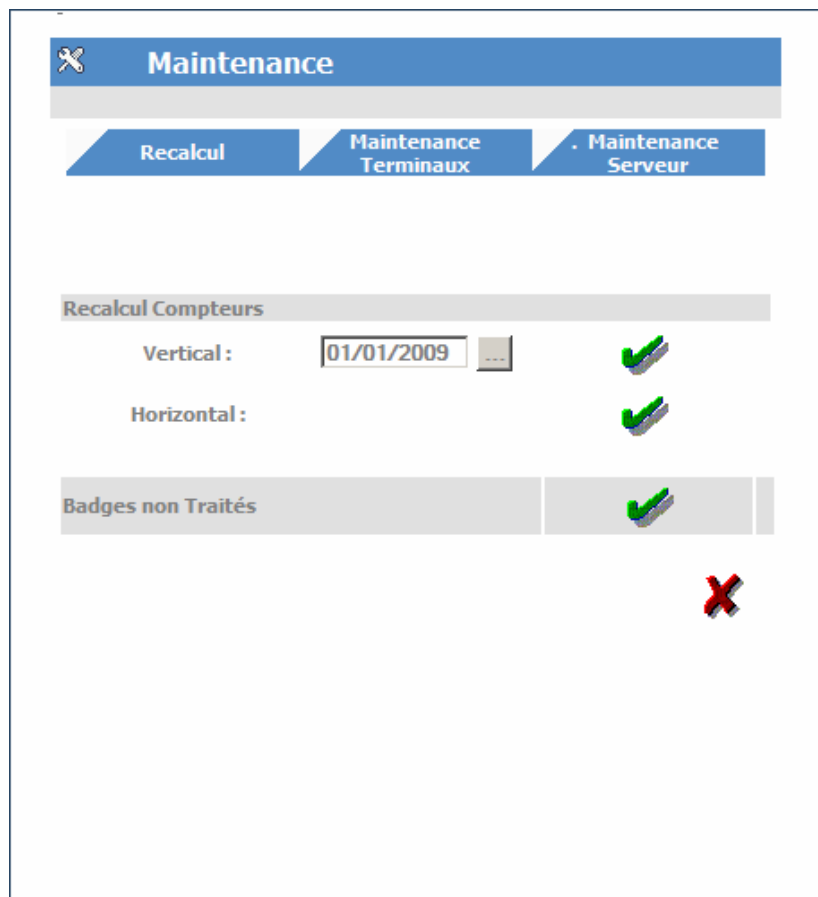 Maintenance
Recalcul
Maintenance
Terminaux
. Maintenance
Serveur
Recalcul Compteurs
Vertical : 01/01/2009 ...
Horizontal :
Badges non Traités